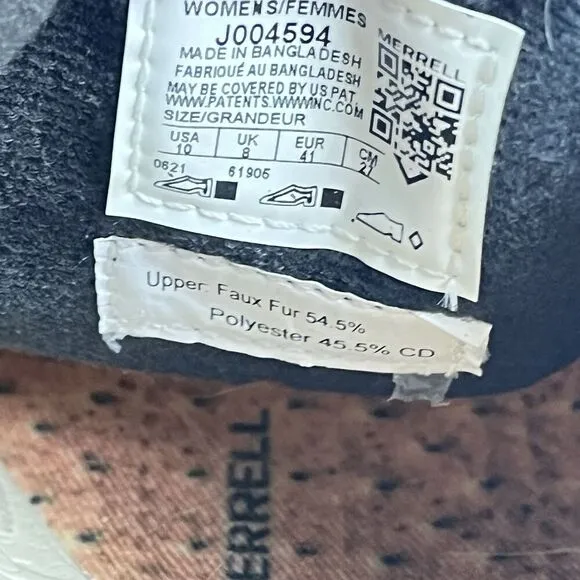 WOMENS/FEMMES
J004594
MADE IN BANGLADESH
FABRIQUÉ AU BANGLADESH
MAY BE COVERED BY US PAT.
WWW.PATENTS.WWWINC.COM
SIZE/GRANDEUR
USA UK EUR CM
10 8 41 27
0621 61905
MERRELL
Upper: Faux Fur 54.5%
Polyester 45.5% CD
MERRELL